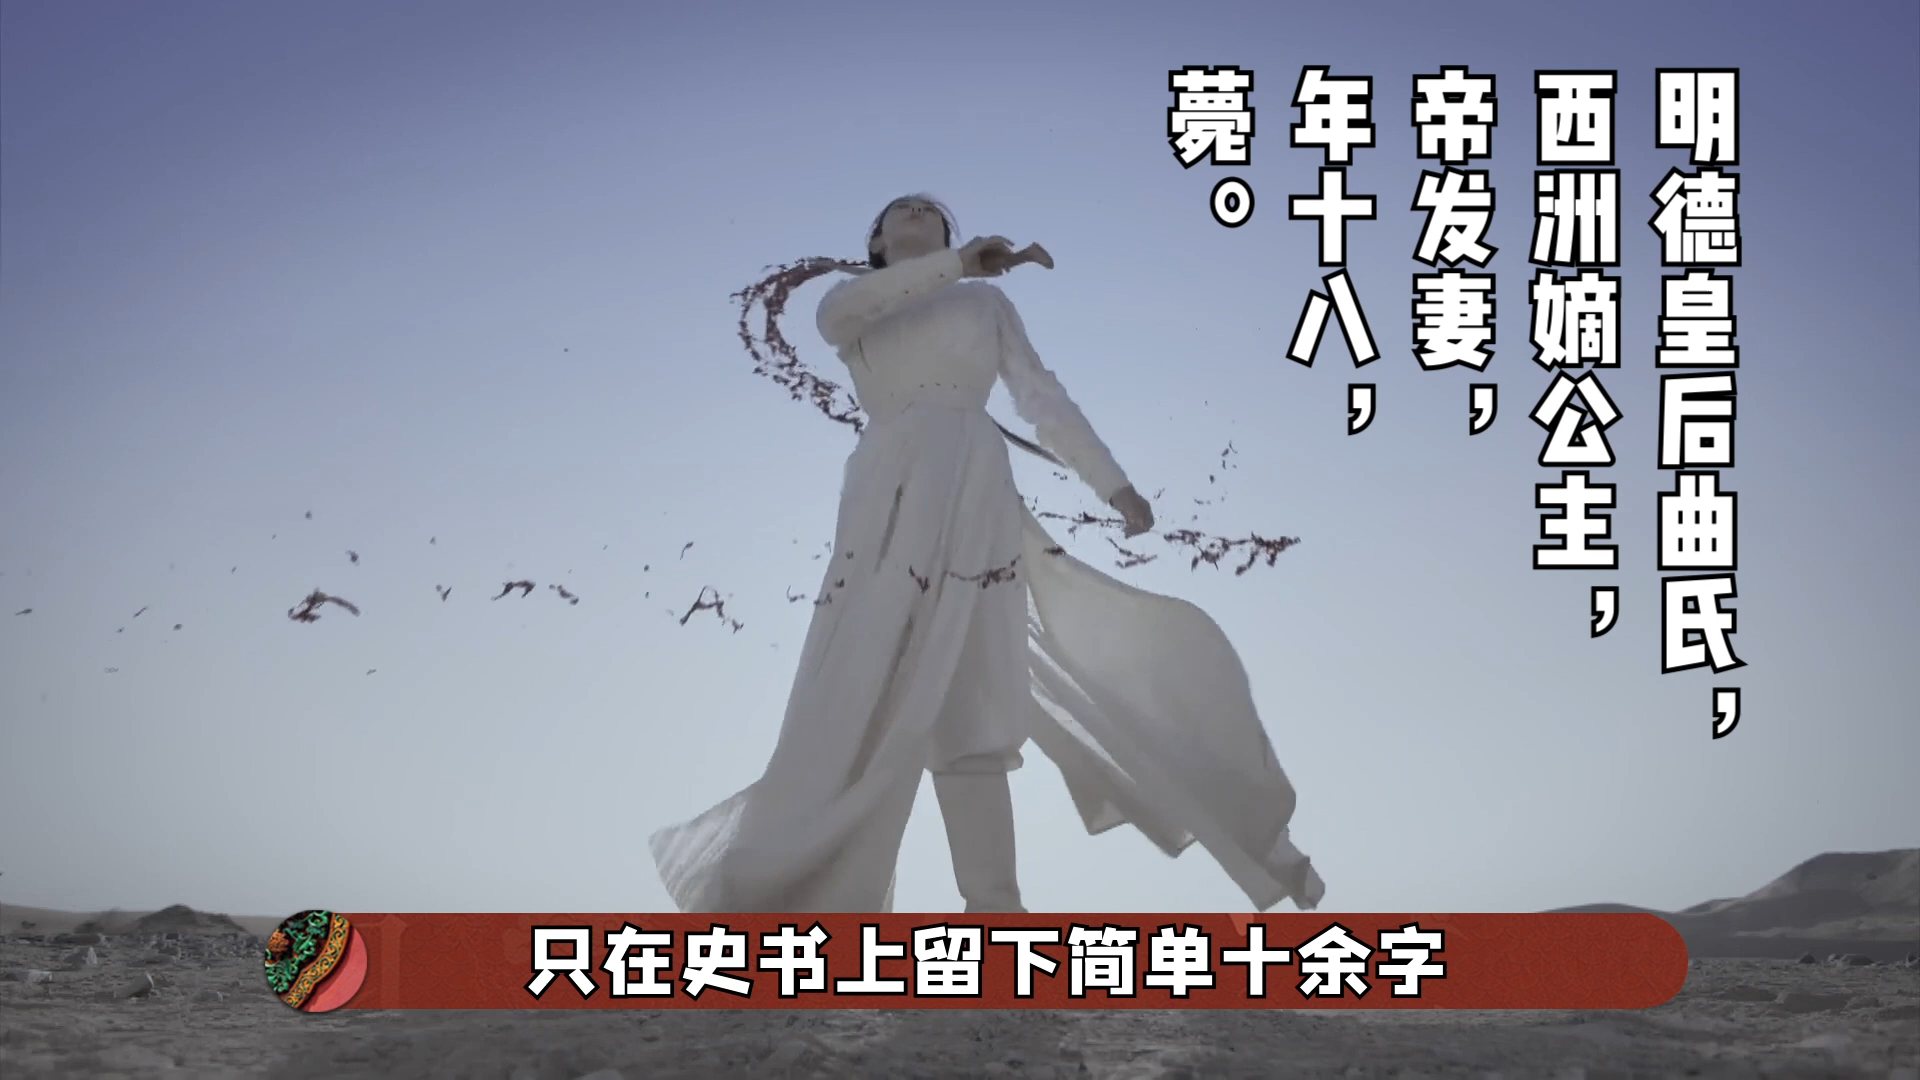 明德皇后曲氏，
西洲嫡公主，
帝发妻，
年十八，
薨。
只在史书上留下简单十余字